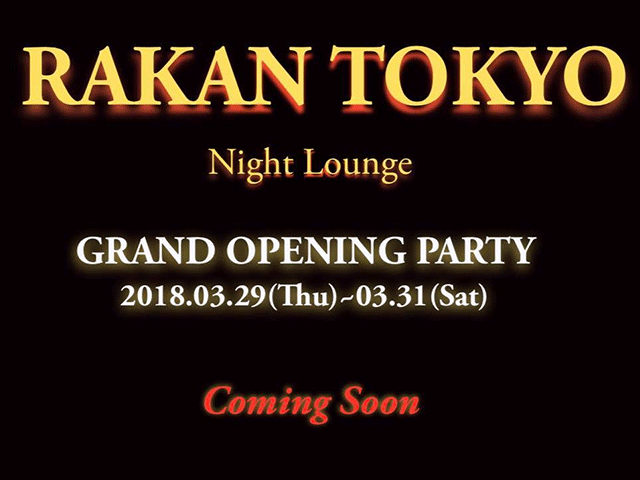 RAKAN TOKYO
Night Lounge
GRAND OPENING PARTY
2018.03.29(Thu)~03.31(Sat)
Coming Soon